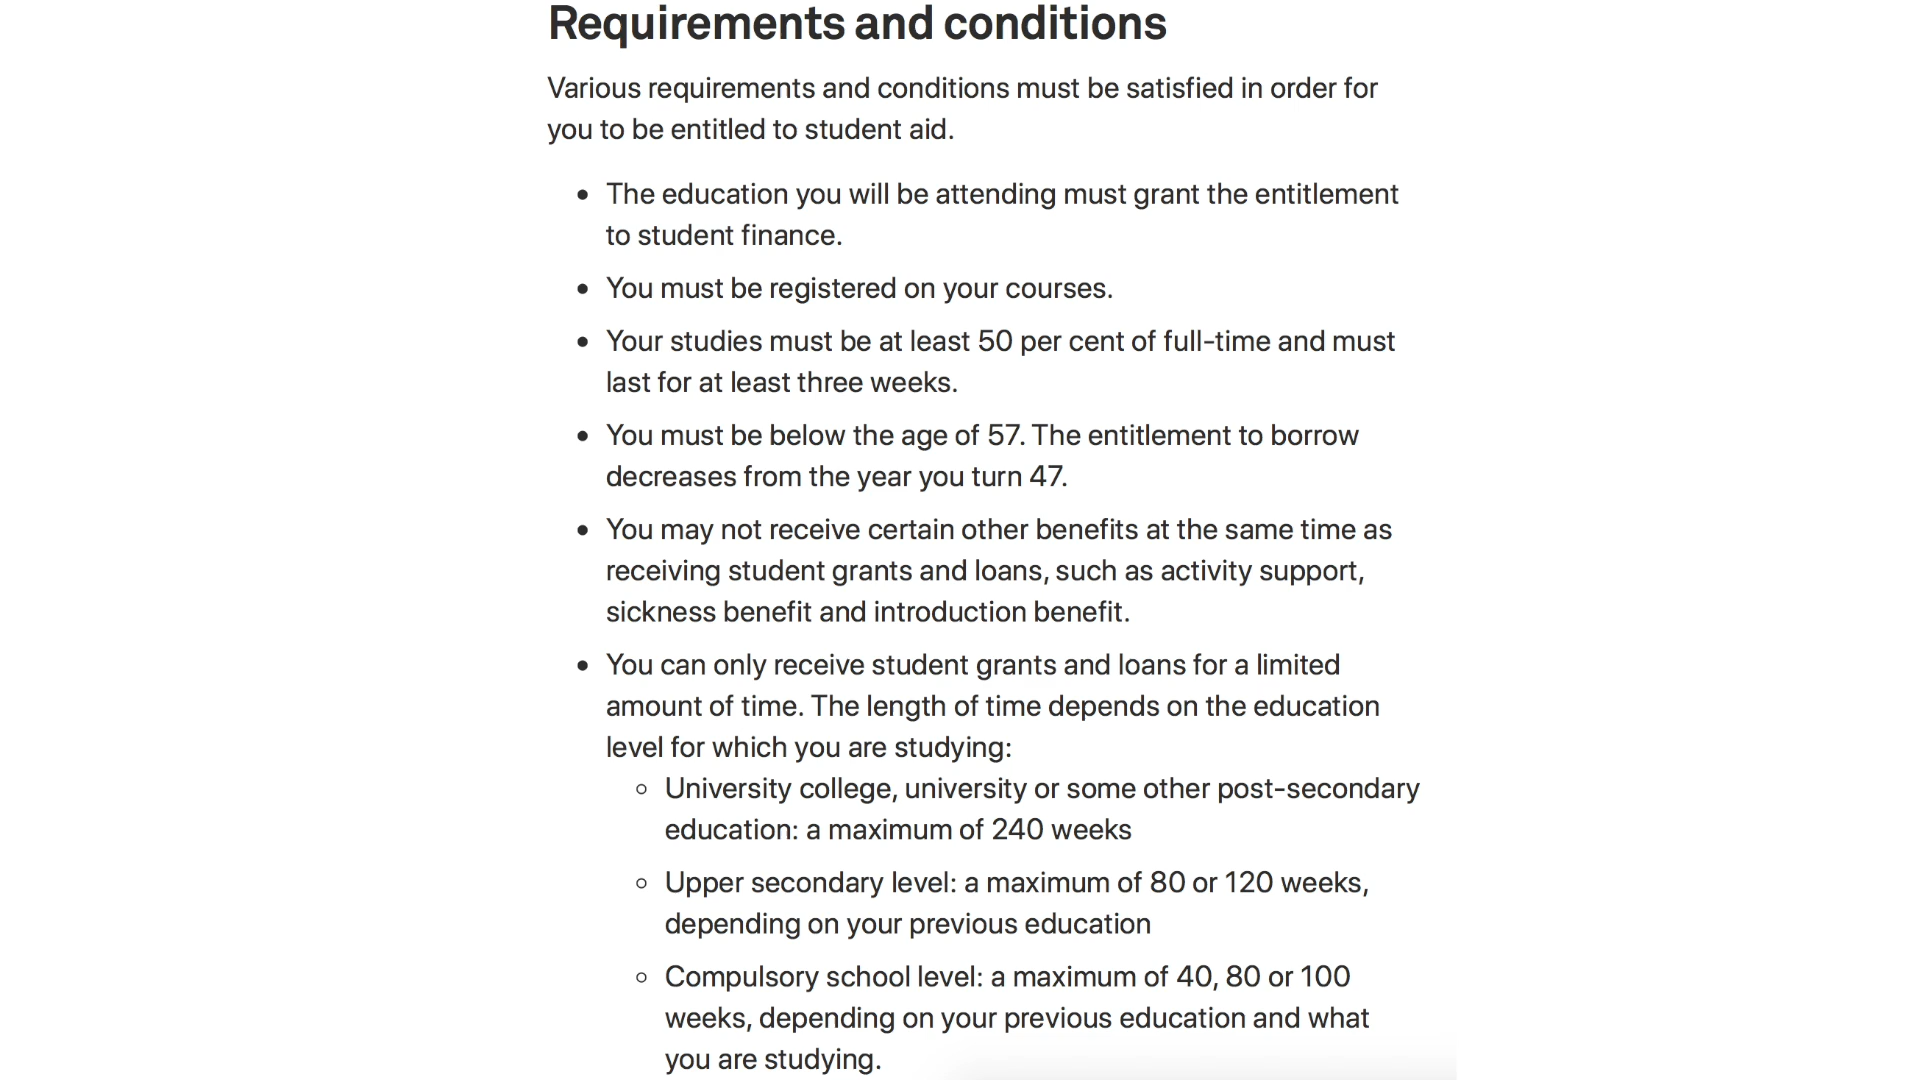 Requirements and conditions
Various requirements and conditions must be satisfied in order for
you to be entitled to student aid.
• The education you will be attending must grant the entitlement
to student finance.
• You must be registered on your courses.
• Your studies must be at least 50 per cent of full-time and must
last for at least three weeks.
• You must be below the age of 57. The entitlement to borrow
decreases from the year you turn 47.
• You may not receive certain other benefits at the same time as
receiving student grants and loans, such as activity support,
sickness benefit and introduction benefit.
• You can only receive student grants and loans for a limited
amount of time. The length of time depends on the education
level for which you are studying:
◦ University college, university or some other post-secondary
education: a maximum of 240 weeks
◦ Upper secondary level: a maximum of 80 or 120 weeks,
depending on your previous education
◦ Compulsory school level: a maximum of 40, 80 or 100
weeks, depending on your previous education and what
you are studying.